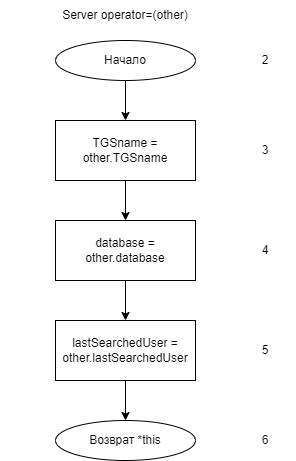 Server operator=(other)
Начало
2
TGSname =
other.TGSname
3
database =
other.database
4
lastSearchedUser =
other.lastSearchedUser
5
Возврат *this
6